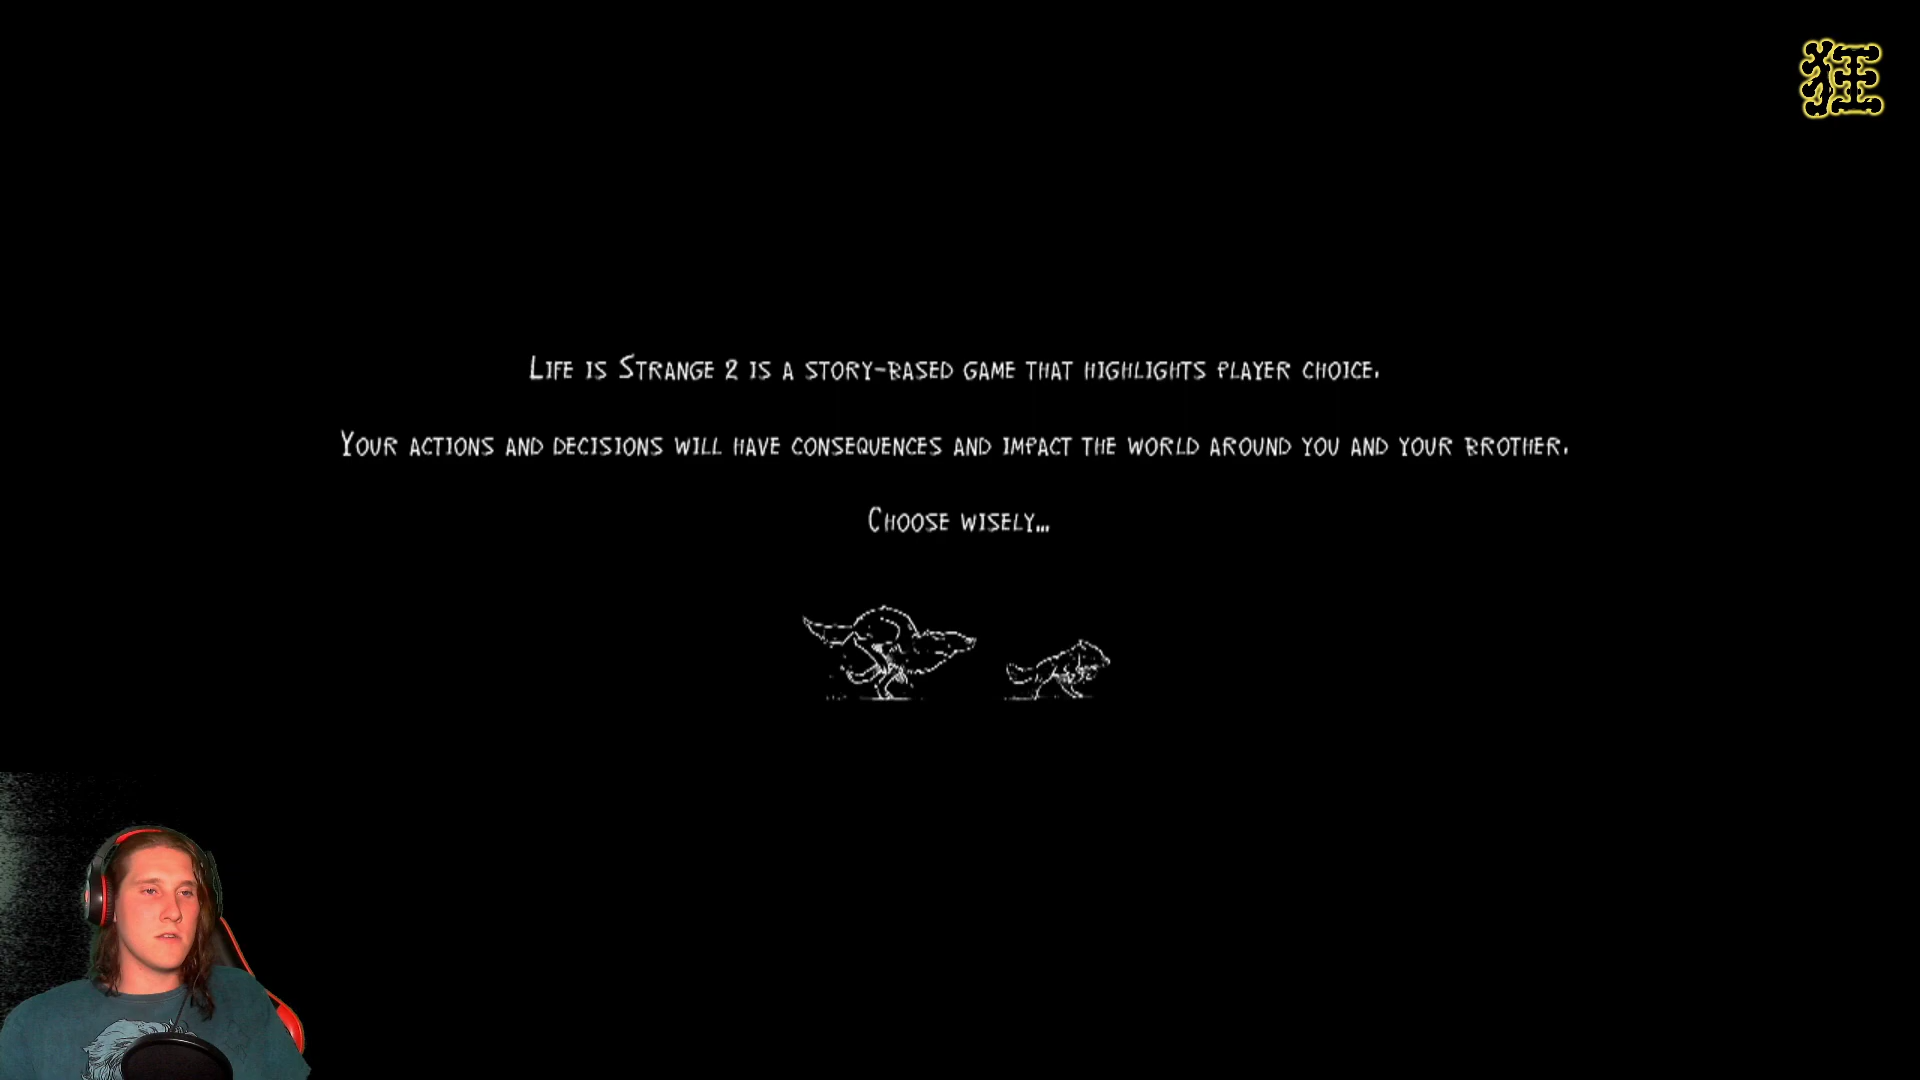 狂
Life is Strange 2 is a story-based game that highlights player choice.
Your actions and decisions will have consequences and impact the world around you and your brother.
Choose wisely...